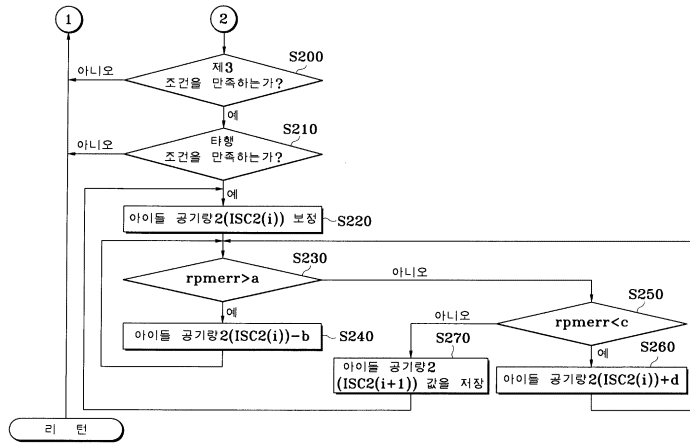 1
2
S200
제3
조건을 만족하는가?
아니오
예
S210
타행
조건을 만족하는가?
아니오
예
아이들 공기량2(ISC2(i)) 보정
S220
S230
rpmerr>a
아니오
예
S250
rpmerr<c
아니오
예
아이들 공기량2(ISC2(i))-b
S240
S270
아이들 공기량2
(ISC2(i+1)) 값을 저장
S260
아이들 공기량2(ISC2(i))+d
리 턴